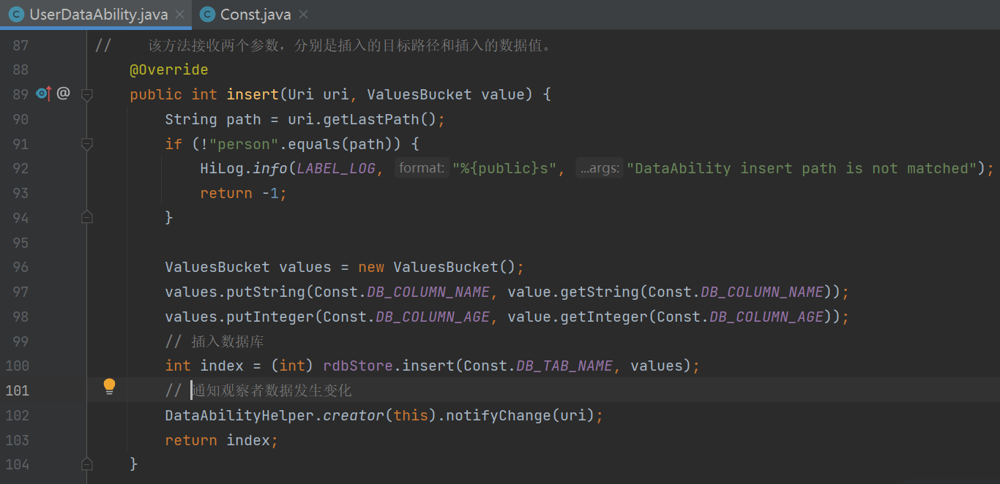 UserDataAbility.java Const.java
87 // 该方法接收两个参数，分别是插入的目标路径和插入的数据值。
88 @Override
89 @ public int insert(Uri uri, ValuesBucket value) {
90 String path = uri.getLastPath();
91 if (!"person".equals(path)) {
92 HiLog.info(LABEL_LOG, format: "%{public}s", ...args: "DataAbility insert path is not matched");
93 return -1;
94 }
95
96 ValuesBucket values = new ValuesBucket();
97 values.putString(Const.DB_COLUMN_NAME, value.getString(Const.DB_COLUMN_NAME));
98 values.putInteger(Const.DB_COLUMN_AGE, value.getInteger(Const.DB_COLUMN_AGE));
99 // 插入数据库
100 int index = (int) rdbStore.insert(Const.DB_TAB_NAME, values);
101 // 通知观察者数据发生变化
102 DataAbilityHelper.creator(this).notifyChange(uri);
103 return index;
104 }